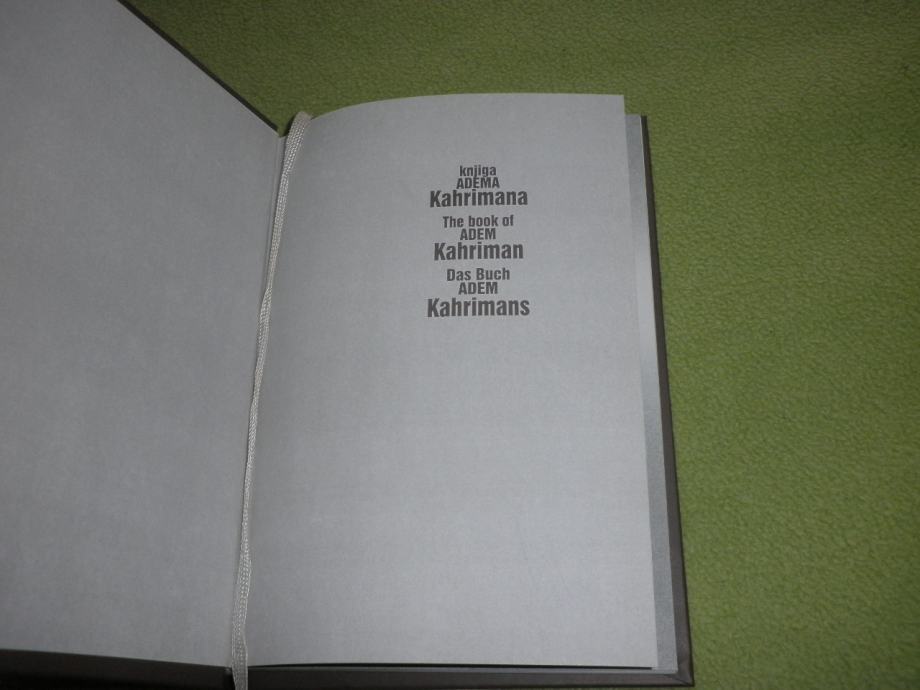 knjiga
ADEMA
Kahrimana
The book of
ADEM
Kahriman
Das Buch
ADEM
Kahrimans